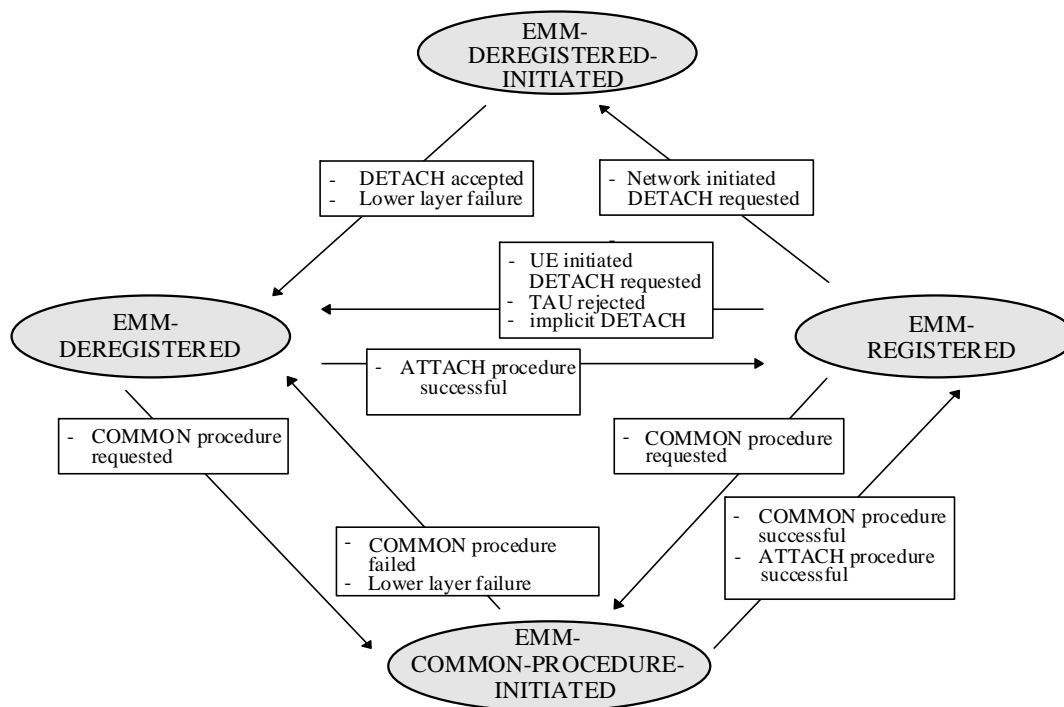 EMM-
DEREGISTERED-
INITIATED
- DETACH accepted
- Lower layer failure
- Network initiated
DETACH requested
- UE initiated
DETACH requested
- TAU rejected
- implicit DETACH
EMM-
DEREGISTERED
EMM-
REGISTERED
- ATTACH procedure
successful
- COMMON procedure
requested
- COMMON procedure
requested
- COMMON procedure
failed
- Lower layer failure
- COMMON procedure
successful
- ATTACH procedure
successful
EMM-
COMMON-PROCEDURE-
INITIATED